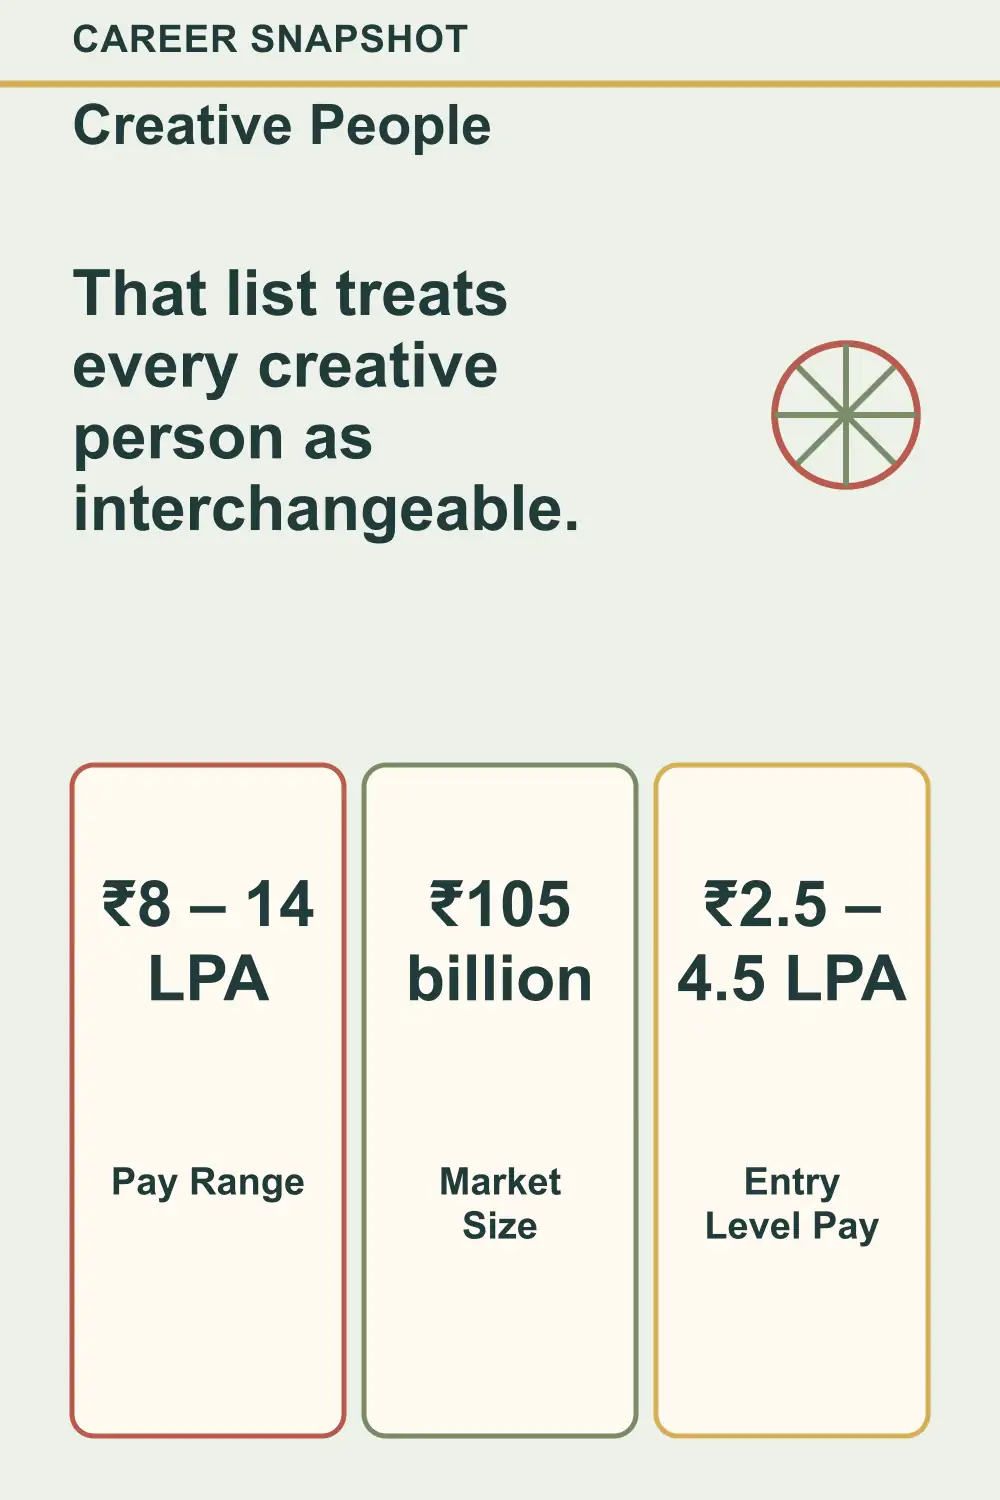 CAREER SNAPSHOT
Creative People
That list treats
every creative
person as
interchangeable.
₹8 – 14
LPA
Pay Range
₹105
billion
Market
Size
₹2.5 –
4.5 LPA
Entry
Level Pay